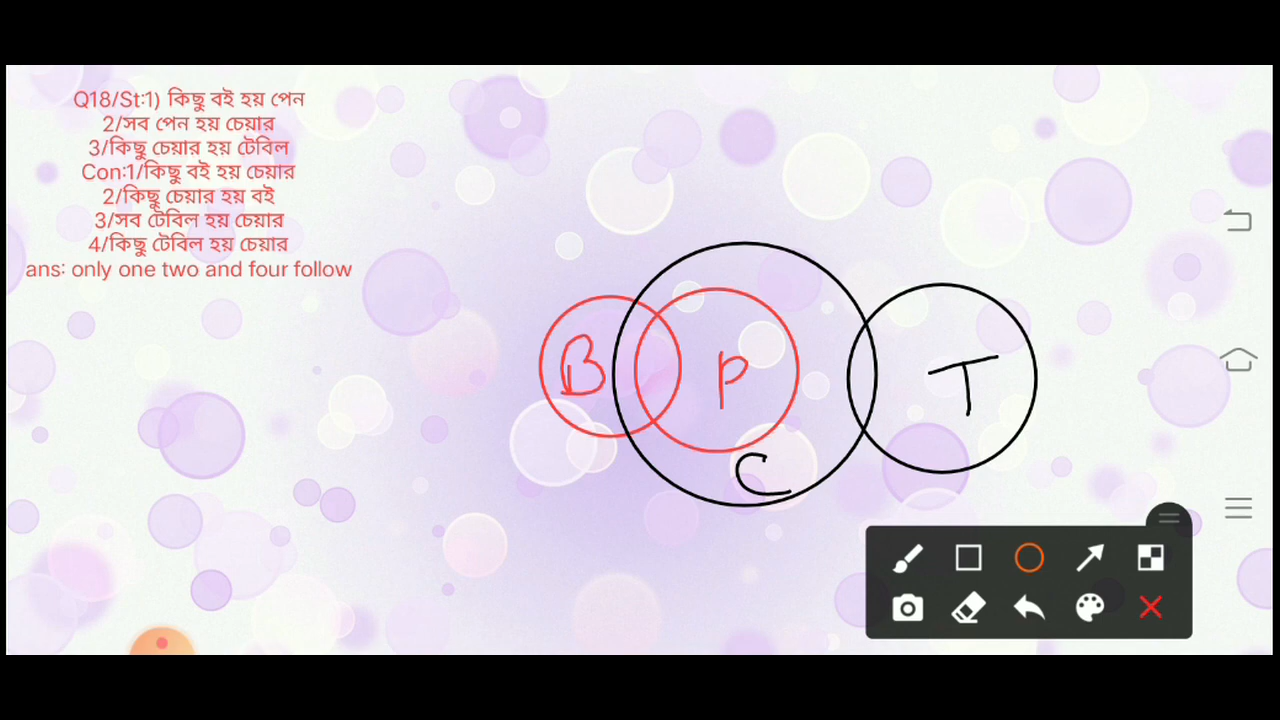 Q18/St:1) কিছু বই হয় পেন
2/সব পেন হয় চেয়ার
3/কিছু চেয়ার হয় টেবিল
Con:1/কিছু বই হয় চেয়ার
2/কিছু চেয়ার হয় বই
3/সব টেবিল হয় চেয়ার
4/কিছু টেবিল হয় চেয়ার
ans: only one two and four follow
B
P
T
C